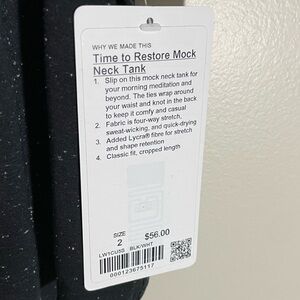 WHY WE MADE THIS
Time to Restore Mock
Neck Tank
1. Slip on this mock neck tank for
your morning meditation and
beyond. The ties wrap around
your waist and knot in the back
to keep it comfy and casual
2. Fabric is four-way stretch,
sweat-wicking, and quick-drying
3. Added Lycra® fibre for stretch
and shape retention
4. Classic fit, cropped length
SIZE
2 $56.00
LW1CU5S BLK/WHT
000123675117